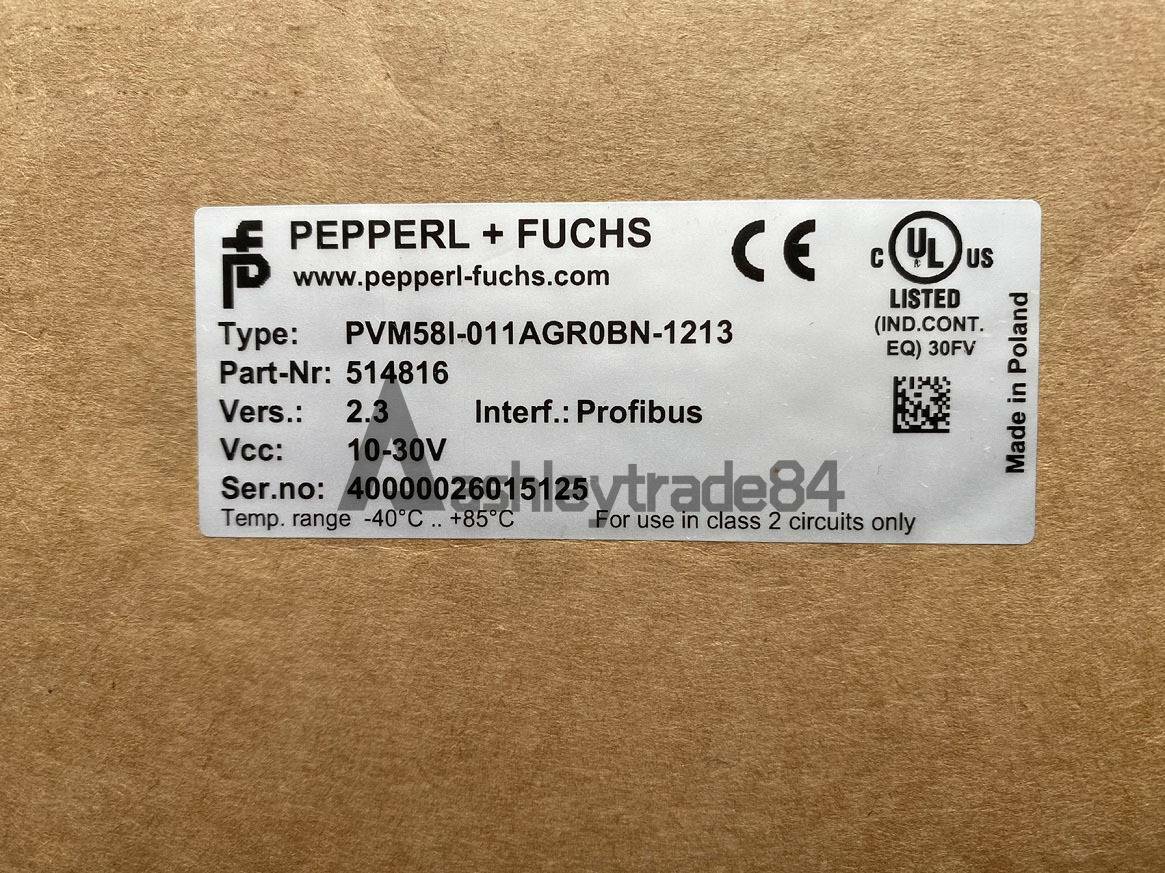 PEPPERL + FUCHS
www.pepperl-fuchs.com
CE
C UL US
LISTED
(IND.CONT.
EQ) 30FV
Type: PVM58I-011AGR0BN-1213
Part-Nr: 514816
Vers.: 2.3 Interf.: Profibus
Vcc: 10-30V
Ser.no: 40000026015125
Temp. range -40°C .. +85°C For use in class 2 circuits only
Made in Poland
Aashleytrade84